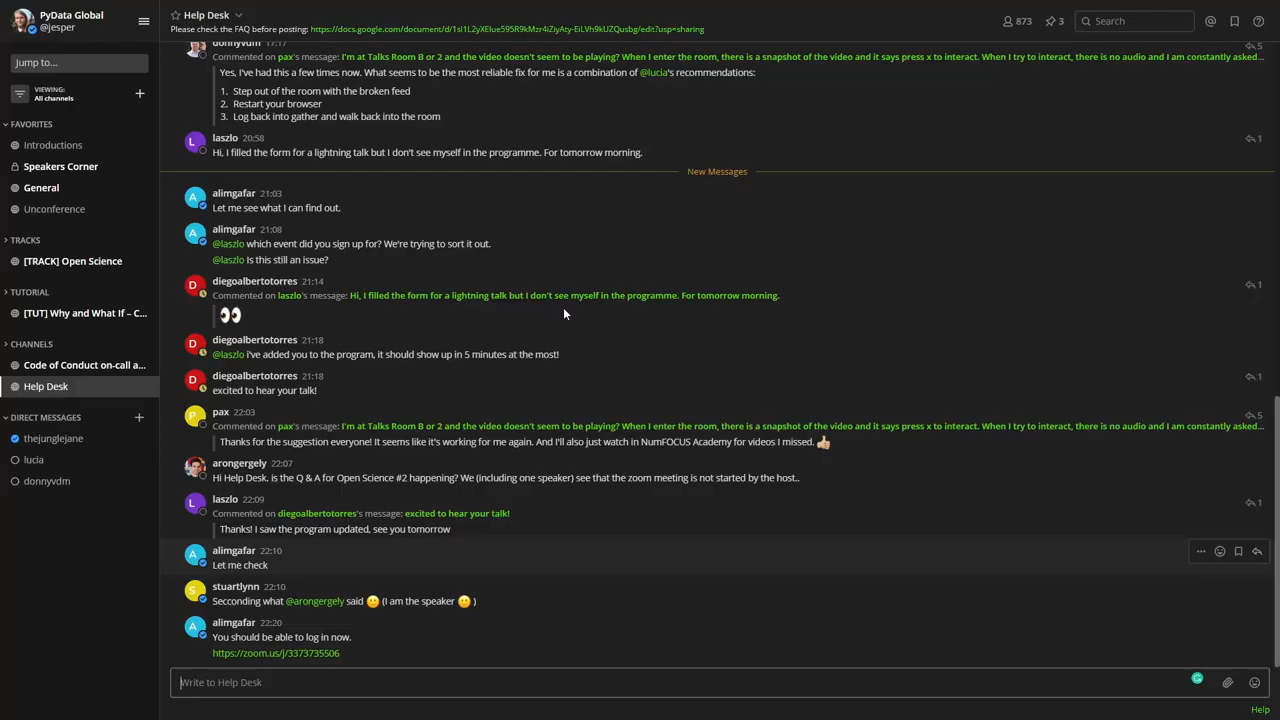 PyData Global
@jesper
Help Desk
Please check the FAQ before posting: https://docs.google.com/document/d/1sI1L2yXElue595R9kMzr4iZiyAty-EiLVh9kUZQusbg/edit?usp=sharing
873
3
Search
Jump to...
VIEWING:
All channels
FAVORITES
Introductions
Speakers Corner
General
Unconference
TRACKS
[TRACK] Open Science
TUTORIAL
[TUT] Why and What If – C...
CHANNELS
Code of Conduct on-call a...
Help Desk
DIRECT MESSAGES
thejunglejane
lucia
donnyvdm
donnyvdm 17:17
5
Commented on pax's message: I'm at Talks Room B or 2 and the video doesn't seem to be playing? When I enter the room, there is a snapshot of the video and it says press x to interact. When I try to interact, there is no audio and I am constantly asked...
Yes, I've had this a few times now. What seems to be the most reliable fix for me is a combination of @lucia's recommendations:
1. Step out of the room with the broken feed
2. Restart your browser
3. Log back into gather and walk back into the room
L
laszlo 20:58
1
Hi, I filled the form for a lightning talk but I don't see myself in the programme. For tomorrow morning.
New Messages
A
alimgafar 21:03
Let me see what I can find out.
A
alimgafar 21:08
@laszlo which event did you sign up for? We're trying to sort it out.
@laszlo Is this still an issue?
D
diegoalbertotorres 21:14
1
Commented on laszlo's message: Hi, I filled the form for a lightning talk but I don't see myself in the programme. For tomorrow morning.
D
diegoalbertotorres 21:18
@laszlo i've added you to the program, it should show up in 5 minutes at the most!
D
diegoalbertotorres 21:18
1
excited to hear your talk!
P
pax 22:03
5
Commented on pax's message: I'm at Talks Room B or 2 and the video doesn't seem to be playing? When I enter the room, there is a snapshot of the video and it says press x to interact. When I try to interact, there is no audio and I am constantly asked...
Thanks for the suggestion everyone! It seems like it's working for me again. And I'll also just watch in NumFOCUS Academy for videos I missed.
arongergely 22:07
Hi Help Desk. is the Q & A for Open Science #2 happening? We (including one speaker) see that the zoom meeting is not started by the host..
L
laszlo 22:09
1
Commented on diegoalbertotorres's message: excited to hear your talk!
Thanks! I saw the program updated, see you tomorrow
A
alimgafar 22:10
Let me check
S
stuartlynn 22:10
Secconding what @arongergely said (I am the speaker )
A
alimgafar 22:20
You should be able to log in now.
https://zoom.us/j/3373735506
Write to Help Desk
Help